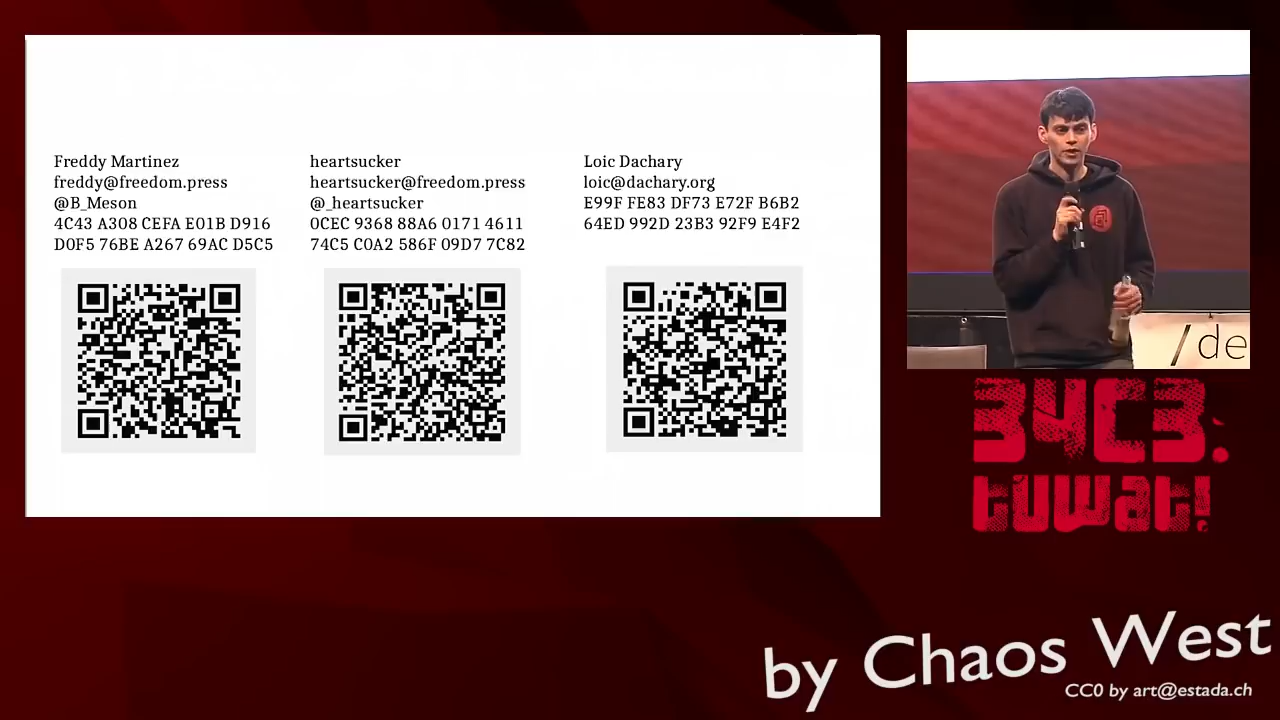 Freddy Martinez
freddy@freedom.press
@B_Meson
4C43 A308 CEFA E01B D916
D0F5 76BE A267 69AC D5C5
heartsucker
heartsucker@freedom.press
@_heartsucker
0CEC 9368 88A6 0171 4611
74C5 C0A2 586F 09D7 7C82
Loic Dachary
loic@dachary.org
E99F FE83 DF73 E72F B6B2
64ED 992D 23B3 92F9 E4F2
/de
34C3:
tuwat!
by Chaos West
CC0 by art@estada.ch